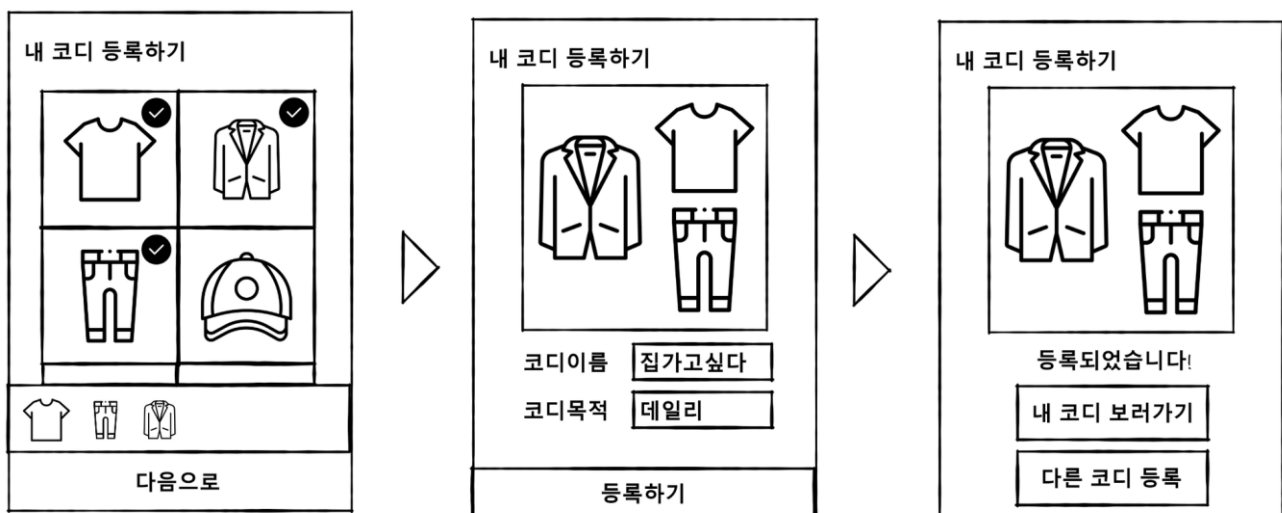 내 코디 등록하기
다음으로
내 코디 등록하기
코디이름 집가고싶다
코디목적 데일리
등록하기
내 코디 등록하기
등록되었습니다!
내 코디 보러가기
다른 코디 등록